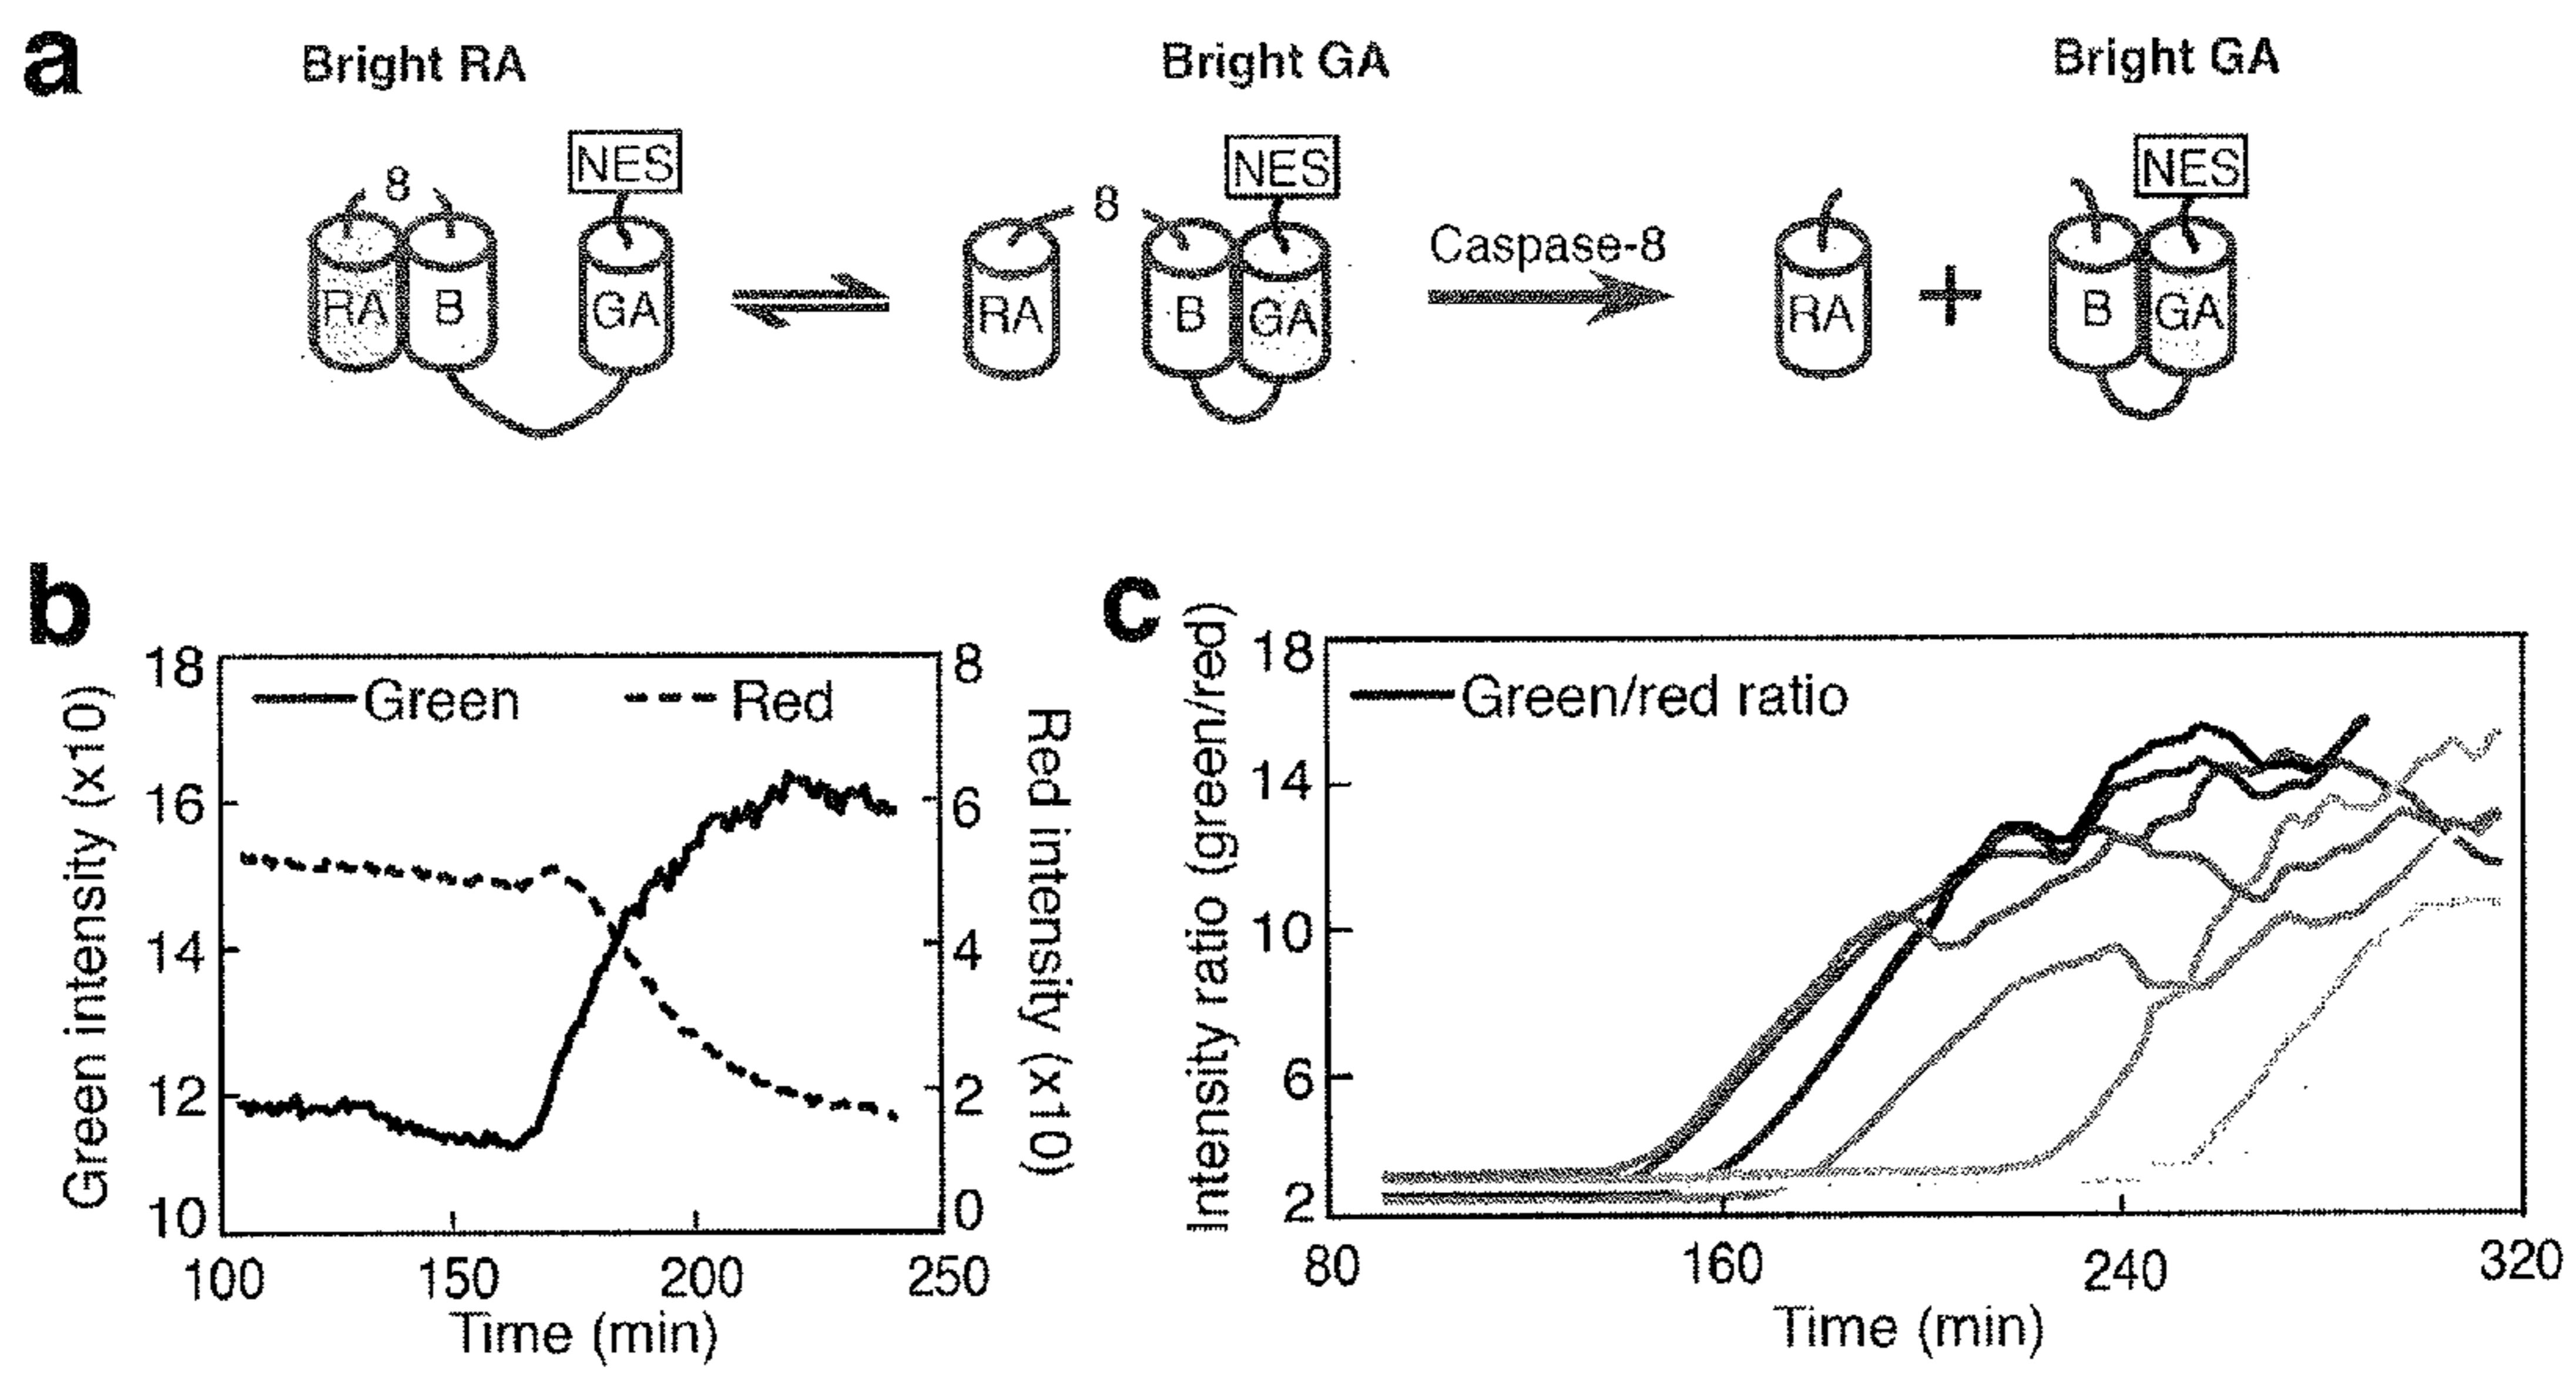 a
Bright RA
Bright GA
Bright GA
8 NES
RA B GA
8 NES
RA B GA
Caspase-8
RA + B GA
NES
b
Green intensity (x10)
18
16
14
12
10
Green Red
8
6
4
2
0
Red intensity (x10)
100 150 200 250
Time (min)
c
Intensity ratio (green/red)
18
14
10
6
2
Green/red ratio
80 160 240 320
Time (min)